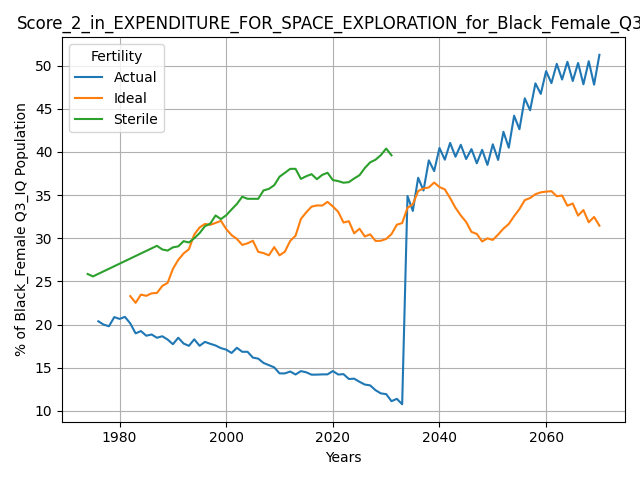 Score_2_in_EXPENDITURE_FOR_SPACE_EXPLORATION_for_Black_Female_Q3
Fertility
Actual
Ideal
Sterile
% of Black_Female Q3_IQ Population
50
45
40
35
30
25
20
15
10
1980 2000 2020 2040 2060
Years